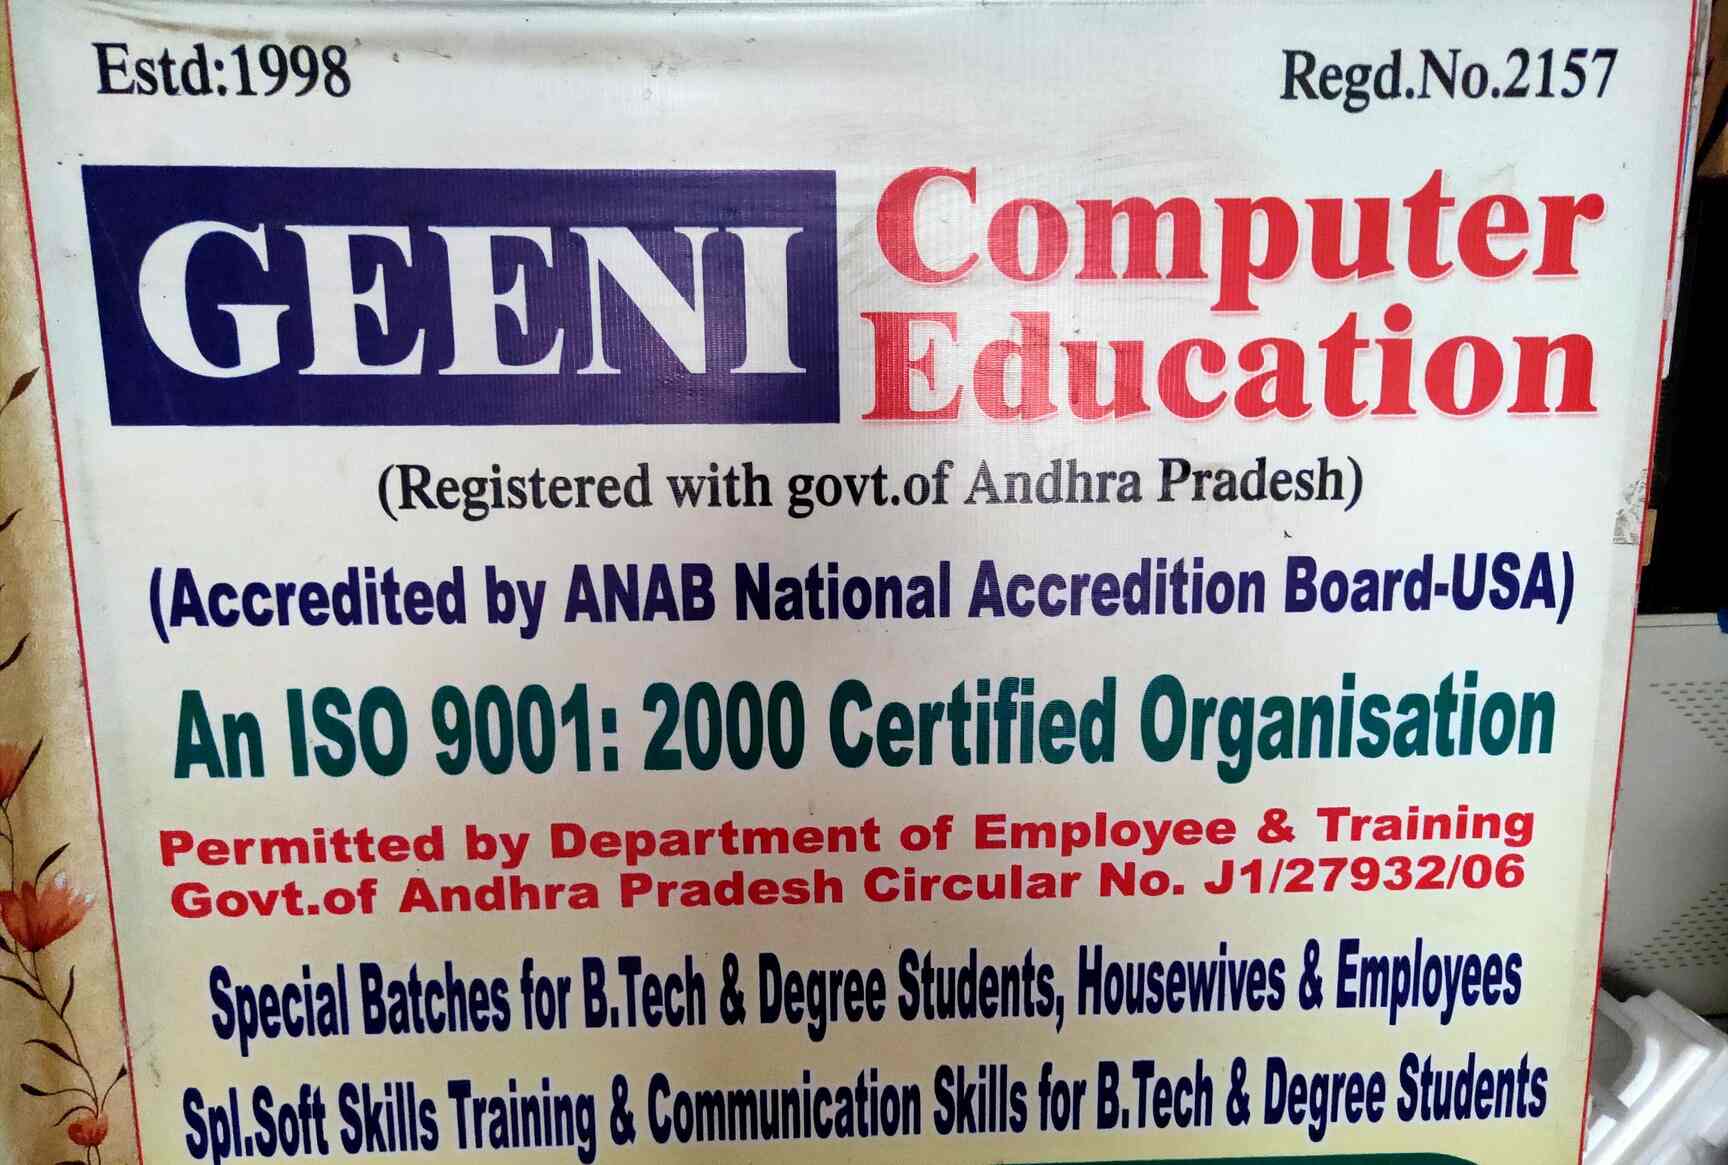 Estd:1998 Regd.No.2157
GEENI Computer
Education
(Registered with govt.of Andhra Pradesh)
(Accredited by ANAB National Accredition Board-USA)
An ISO 9001: 2000 Certified Organisation
Permitted by Department of Employee & Training
Govt.of Andhra Pradesh Circular No. J1/27932/06
Special Batches for B.Tech & Degree Students, Housewives & Employees
Spl.Soft Skills Training & Communication Skills for B.Tech & Degree Students